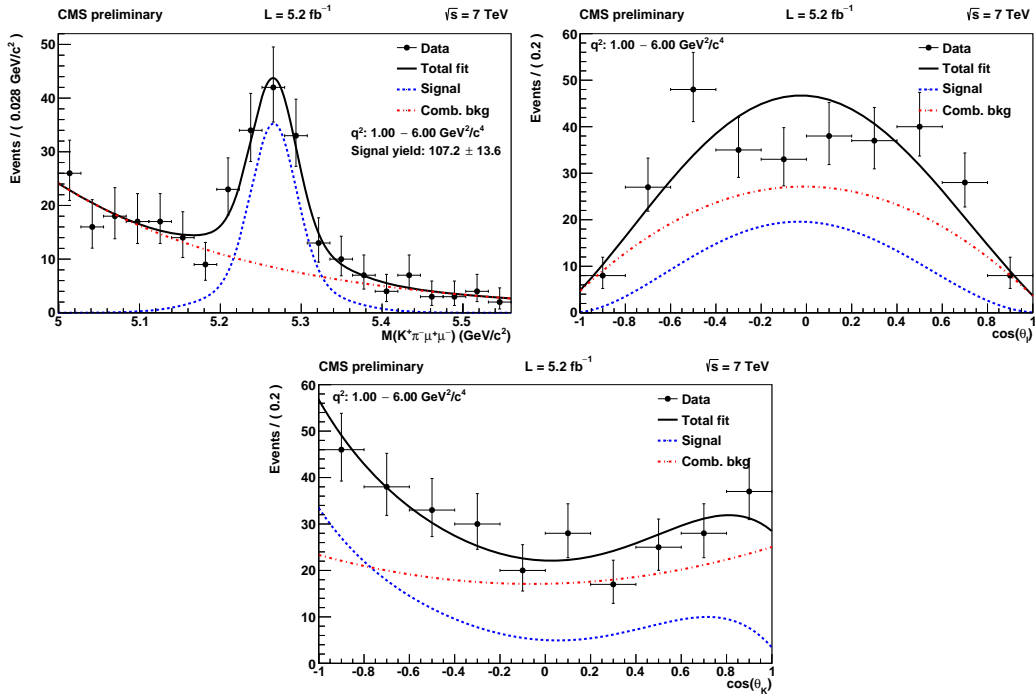 CMS preliminary L = 5.2 fb⁻¹ √s = 7 TeV
Events / ( 0.028 GeV/c² )
50
40
30
20
10
0
Data
Total fit
Signal
Comb. bkg
q²: 1.00 − 6.00 GeV²/c⁴
Signal yield: 107.2 ± 13.6
5 5.1 5.2 5.3 5.4 5.5
M(K⁺π⁻μ⁺μ⁻) (GeV/c²)
CMS preliminary L = 5.2 fb⁻¹ √s = 7 TeV
Events / ( 0.2 )
60
50
40
30
20
10
0
q²: 1.00 − 6.00 GeV²/c⁴
Data
Total fit
Signal
Comb. bkg
-1 -0.8 -0.6 -0.4 -0.2 0 0.2 0.4 0.6 0.8 1
cos(θₗ)
CMS preliminary L = 5.2 fb⁻¹ √s = 7 TeV
Events / ( 0.2 )
60
50
40
30
20
10
0
q²: 1.00 − 6.00 GeV²/c⁴
Data
Total fit
Signal
Comb. bkg
-1 -0.8 -0.6 -0.4 -0.2 0 0.2 0.4 0.6 0.8 1
cos(θ_K)